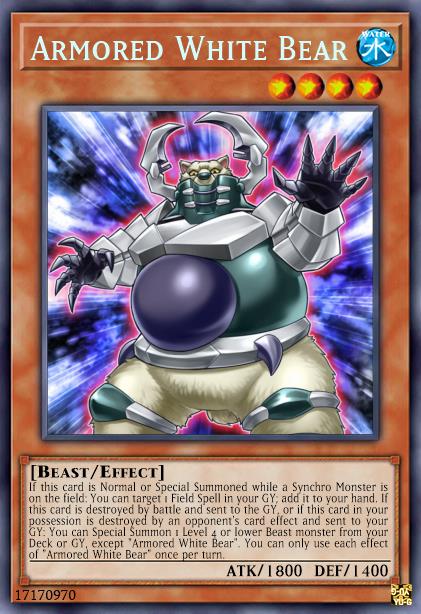 ARMORED WHITE BEAR
WATER
水
[BEAST/EFFECT]
If this card is Normal or Special Summoned while a Synchro Monster is
on the field: You can target 1 Field Spell in your GY; add it to your hand. If
this card is destroyed by battle and sent to the GY, or if this card in your
possession is destroyed by an opponent's card effect and sent to your
GY: You can Special Summon 1 Level 4 or lower Beast monster from your
Deck or GY, except "Armored White Bear". You can only use each effect
of "Armored White Bear" once per turn.
ATK/1800 DEF/1400
17170970